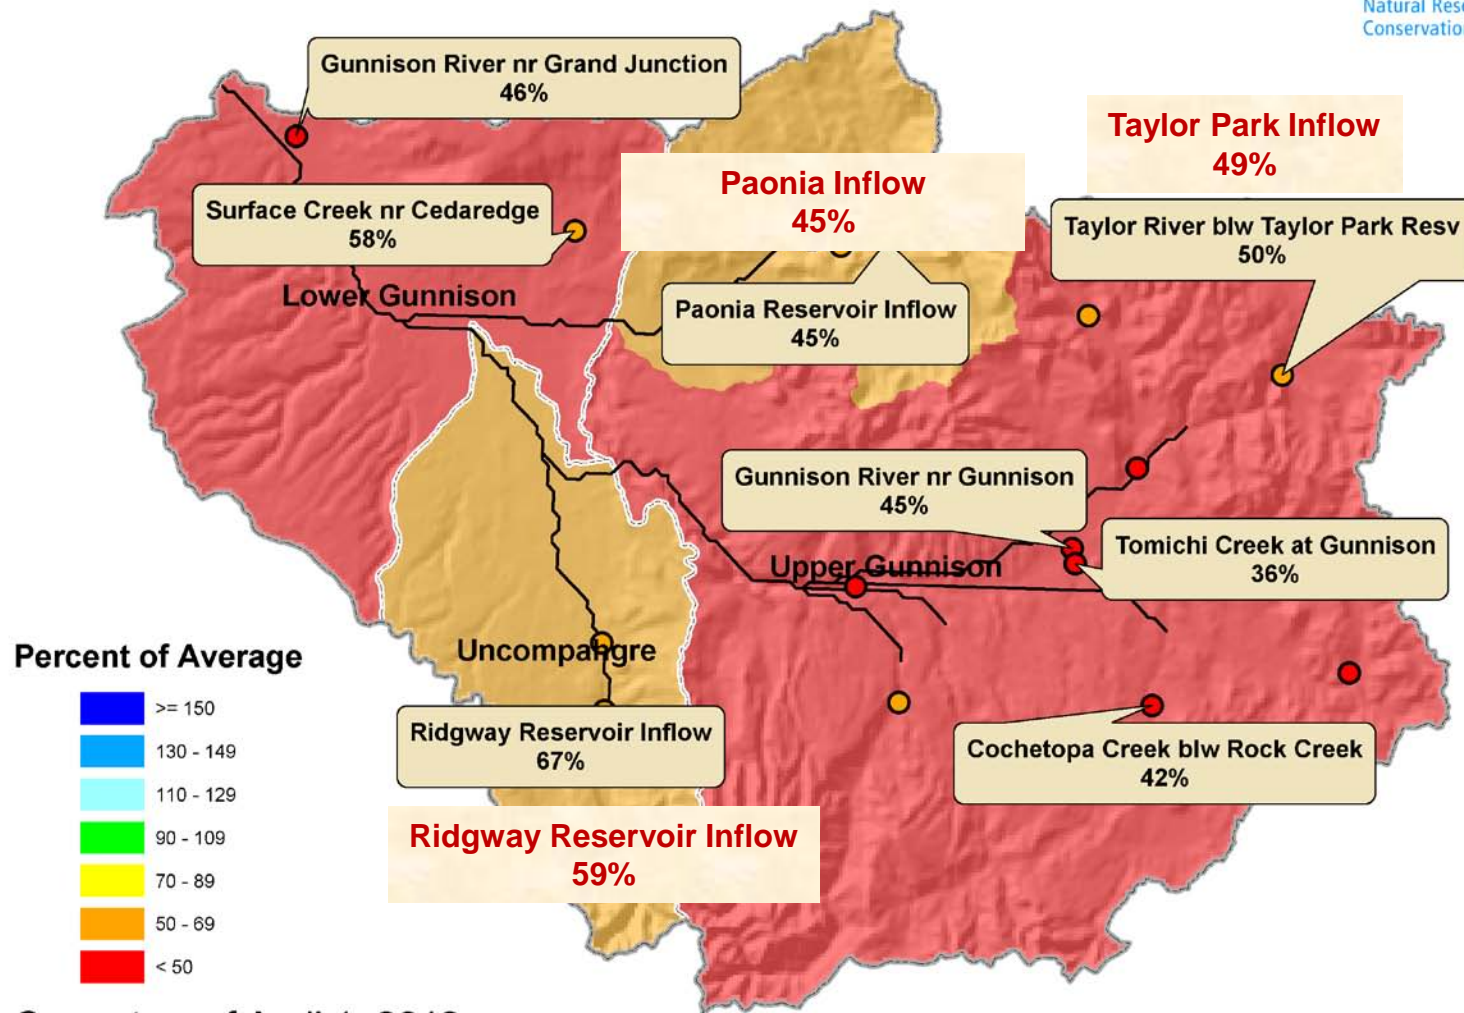 Natural
Conservation
Gunnison River nr Grand Junction
46%
Taylor Park Inflow
49%
Paonia Inflow
45%
Surface Creek nr Cedaredge
58%
Taylor River blw Taylor Park Resv
50%
Lower Gunnison
Paonia Reservoir Inflow
45%
Gunnison River nr Gunnison
45%
Tomichi Creek at Gunnison
36%
Upper Gunnison
Uncompahgre
Ridgway Reservoir Inflow
67%
Cochetopa Creek blw Rock Creek
42%
Ridgway Reservoir Inflow
59%
Percent of Average
>= 150
130 - 149
110 - 129
90 - 109
70 - 89
50 - 69
< 50